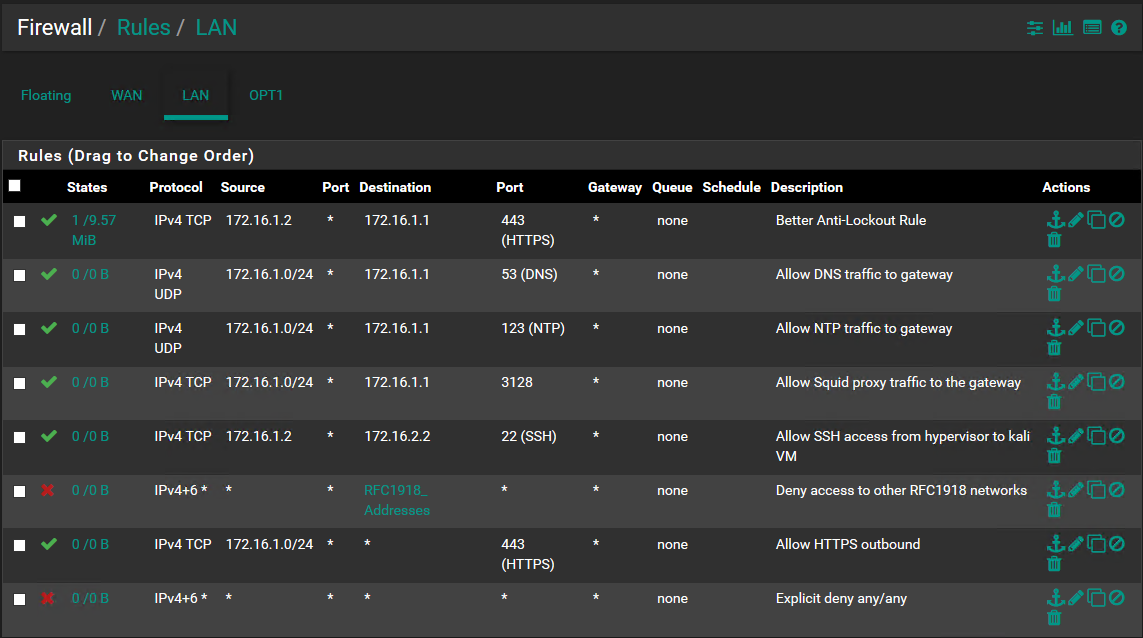 Firewall / Rules / LAN
Floating WAN LAN OPT1
Rules (Drag to Change Order)
States Protocol Source Port Destination Port Gateway Queue Schedule Description Actions
1 /9.57 IPv4 TCP 172.16.1.2 * 172.16.1.1 443 * none Better Anti-Lockout Rule
MiB (HTTPS)
0 /0 B IPv4 172.16.1.0/24 * 172.16.1.1 53 (DNS) * none Allow DNS traffic to gateway
UDP
0 /0 B IPv4 172.16.1.0/24 * 172.16.1.1 123 (NTP) * none Allow NTP traffic to gateway
UDP
0 /0 B IPv4 TCP 172.16.1.0/24 * 172.16.1.1 3128 * none Allow Squid proxy traffic to the gateway
0 /0 B IPv4 TCP 172.16.1.2 * 172.16.2.2 22 (SSH) * none Allow SSH access from hypervisor to kali
VM
0 /0 B IPv4+6 * * * RFC1918_ * * none Deny access to other RFC1918 networks
Addresses
0 /0 B IPv4 TCP 172.16.1.0/24 * * 443 * none Allow HTTPS outbound
(HTTPS)
0 /0 B IPv4+6 * * * * * * none Explicit deny any/any